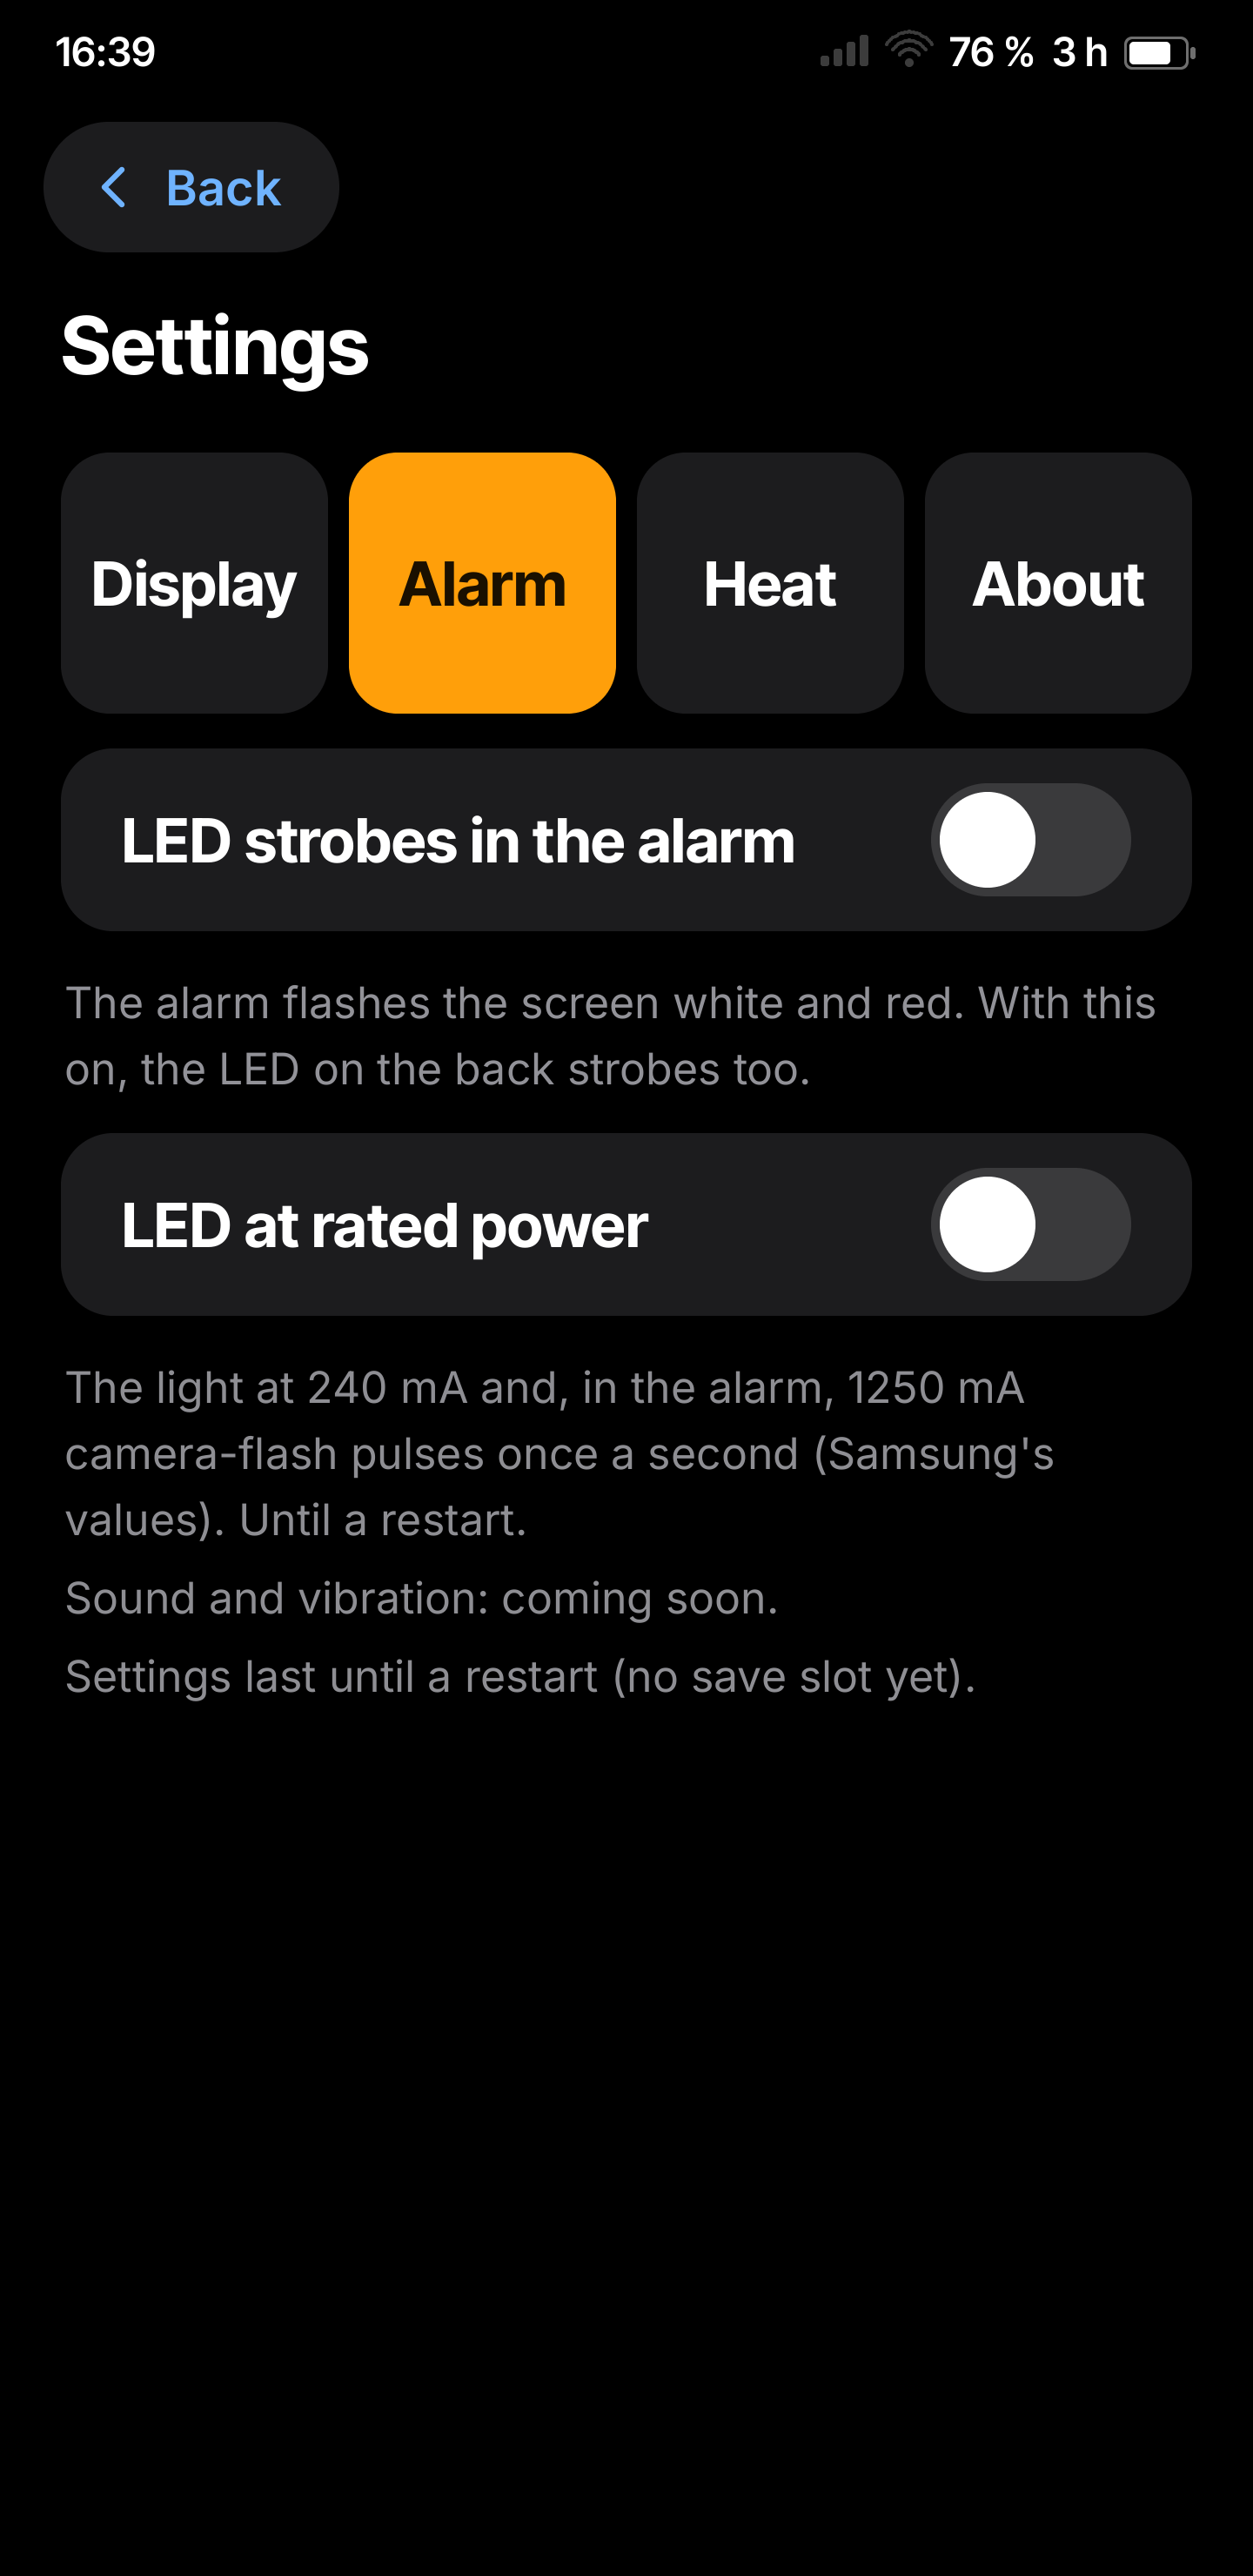 16:39 76 % 3 h
Back
Settings
Display Alarm Heat About
LED strobes in the alarm
The alarm flashes the screen white and red. With this
on, the LED on the back strobes too.
LED at rated power
The light at 240 mA and, in the alarm, 1250 mA
camera-flash pulses once a second (Samsung's
values). Until a restart.
Sound and vibration: coming soon.
Settings last until a restart (no save slot yet).